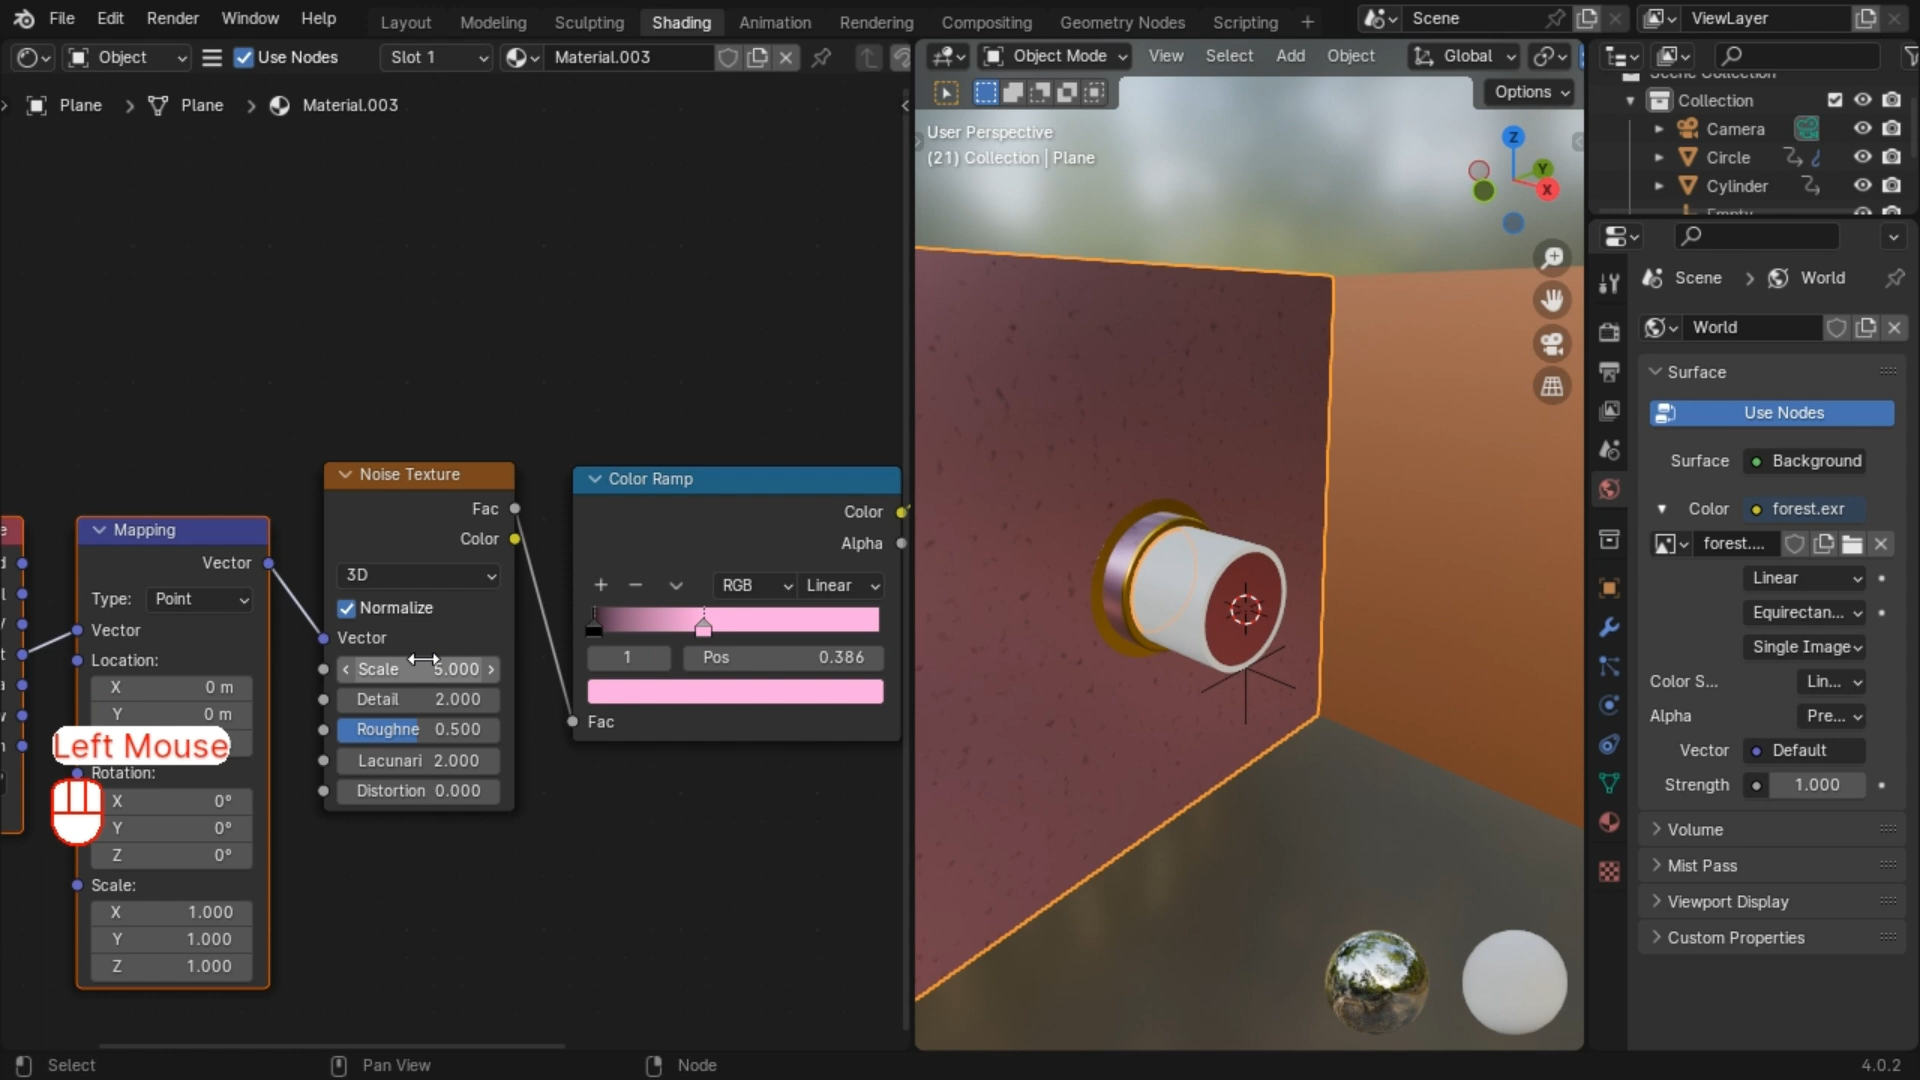 File Edit Render Window Help Layout Modeling Sculpting Shading Animation Rendering Compositing Geometry Nodes Scripting + Scene ViewLayer
Object Use Nodes Slot 1 Material.003
Plane > Plane > Material.003
Object Mode View Select Add Object Global
Options
User Perspective
(21) Collection | Plane
Z
Y
X
Scene Collection
Collection
Camera
Circle
Cylinder
Empty
Mapping
Vector
Type: Point
Vector
Location:
X 0 m
Y 0 m
Left Mouse
Rotation:
X 0°
Y 0°
Z 0°
Scale:
X 1.000
Y 1.000
Z 1.000
Noise Texture
Fac
Color
3D
Normalize
Vector
Scale 5.000
Detail 2.000
Roughne 0.500
Lacunari 2.000
Distortion 0.000
Color Ramp
Color
Alpha
+ − RGB Linear
1 Pos 0.386
Fac
Scene > World
World
Surface
Use Nodes
Surface Background
Color forest.exr
forest....
Linear
Equirectan...
Single Image
Color S... Lin...
Alpha Pre...
Vector Default
Strength 1.000
Volume
Mist Pass
Viewport Display
Custom Properties
Select Pan View Node 4.0.2